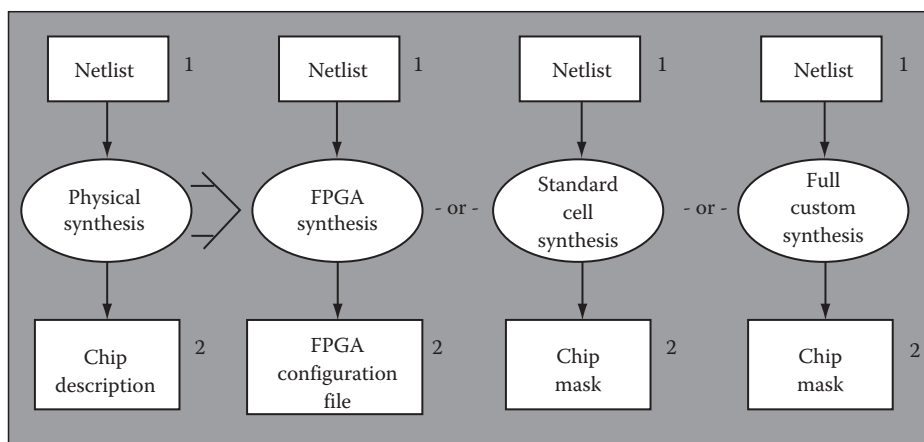 Netlist 1
Netlist 1
Netlist 1
Netlist 1
Physical
synthesis
FPGA
synthesis
- or -
Standard
cell
synthesis
- or -
Full
custom
synthesis
Chip
description
2
FPGA
configuration
file
2
Chip
mask
2
Chip
mask
2